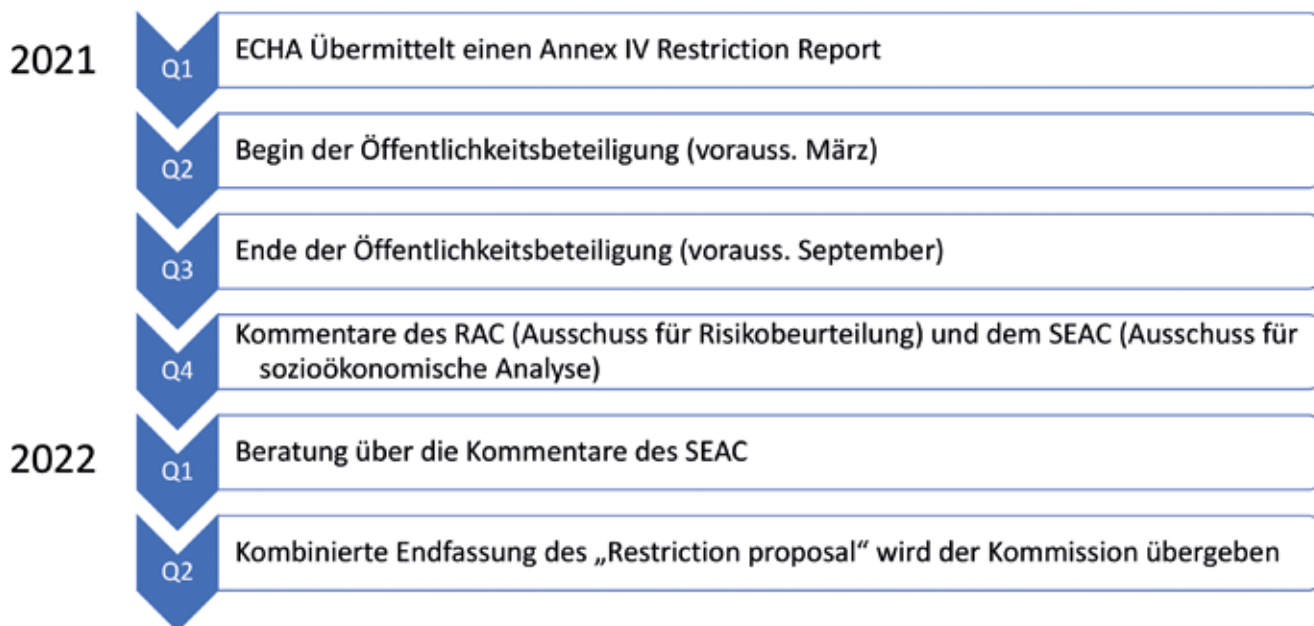 2021
Q1
ECHA Übermittelt einen Annex IV Restriction Report
Q2
Begin der Öffentlichkeitsbeteiligung (vorauss. März)
Q3
Ende der Öffentlichkeitsbeteiligung (vorauss. September)
Q4
Kommentare des RAC (Ausschuss für Risikobeurteilung) und dem SEAC (Ausschuss für
sozioökonomische Analyse)
2022
Q1
Beratung über die Kommentare des SEAC
Q2
Kombinierte Endfassung des „Restriction proposal“ wird der Kommission übergeben